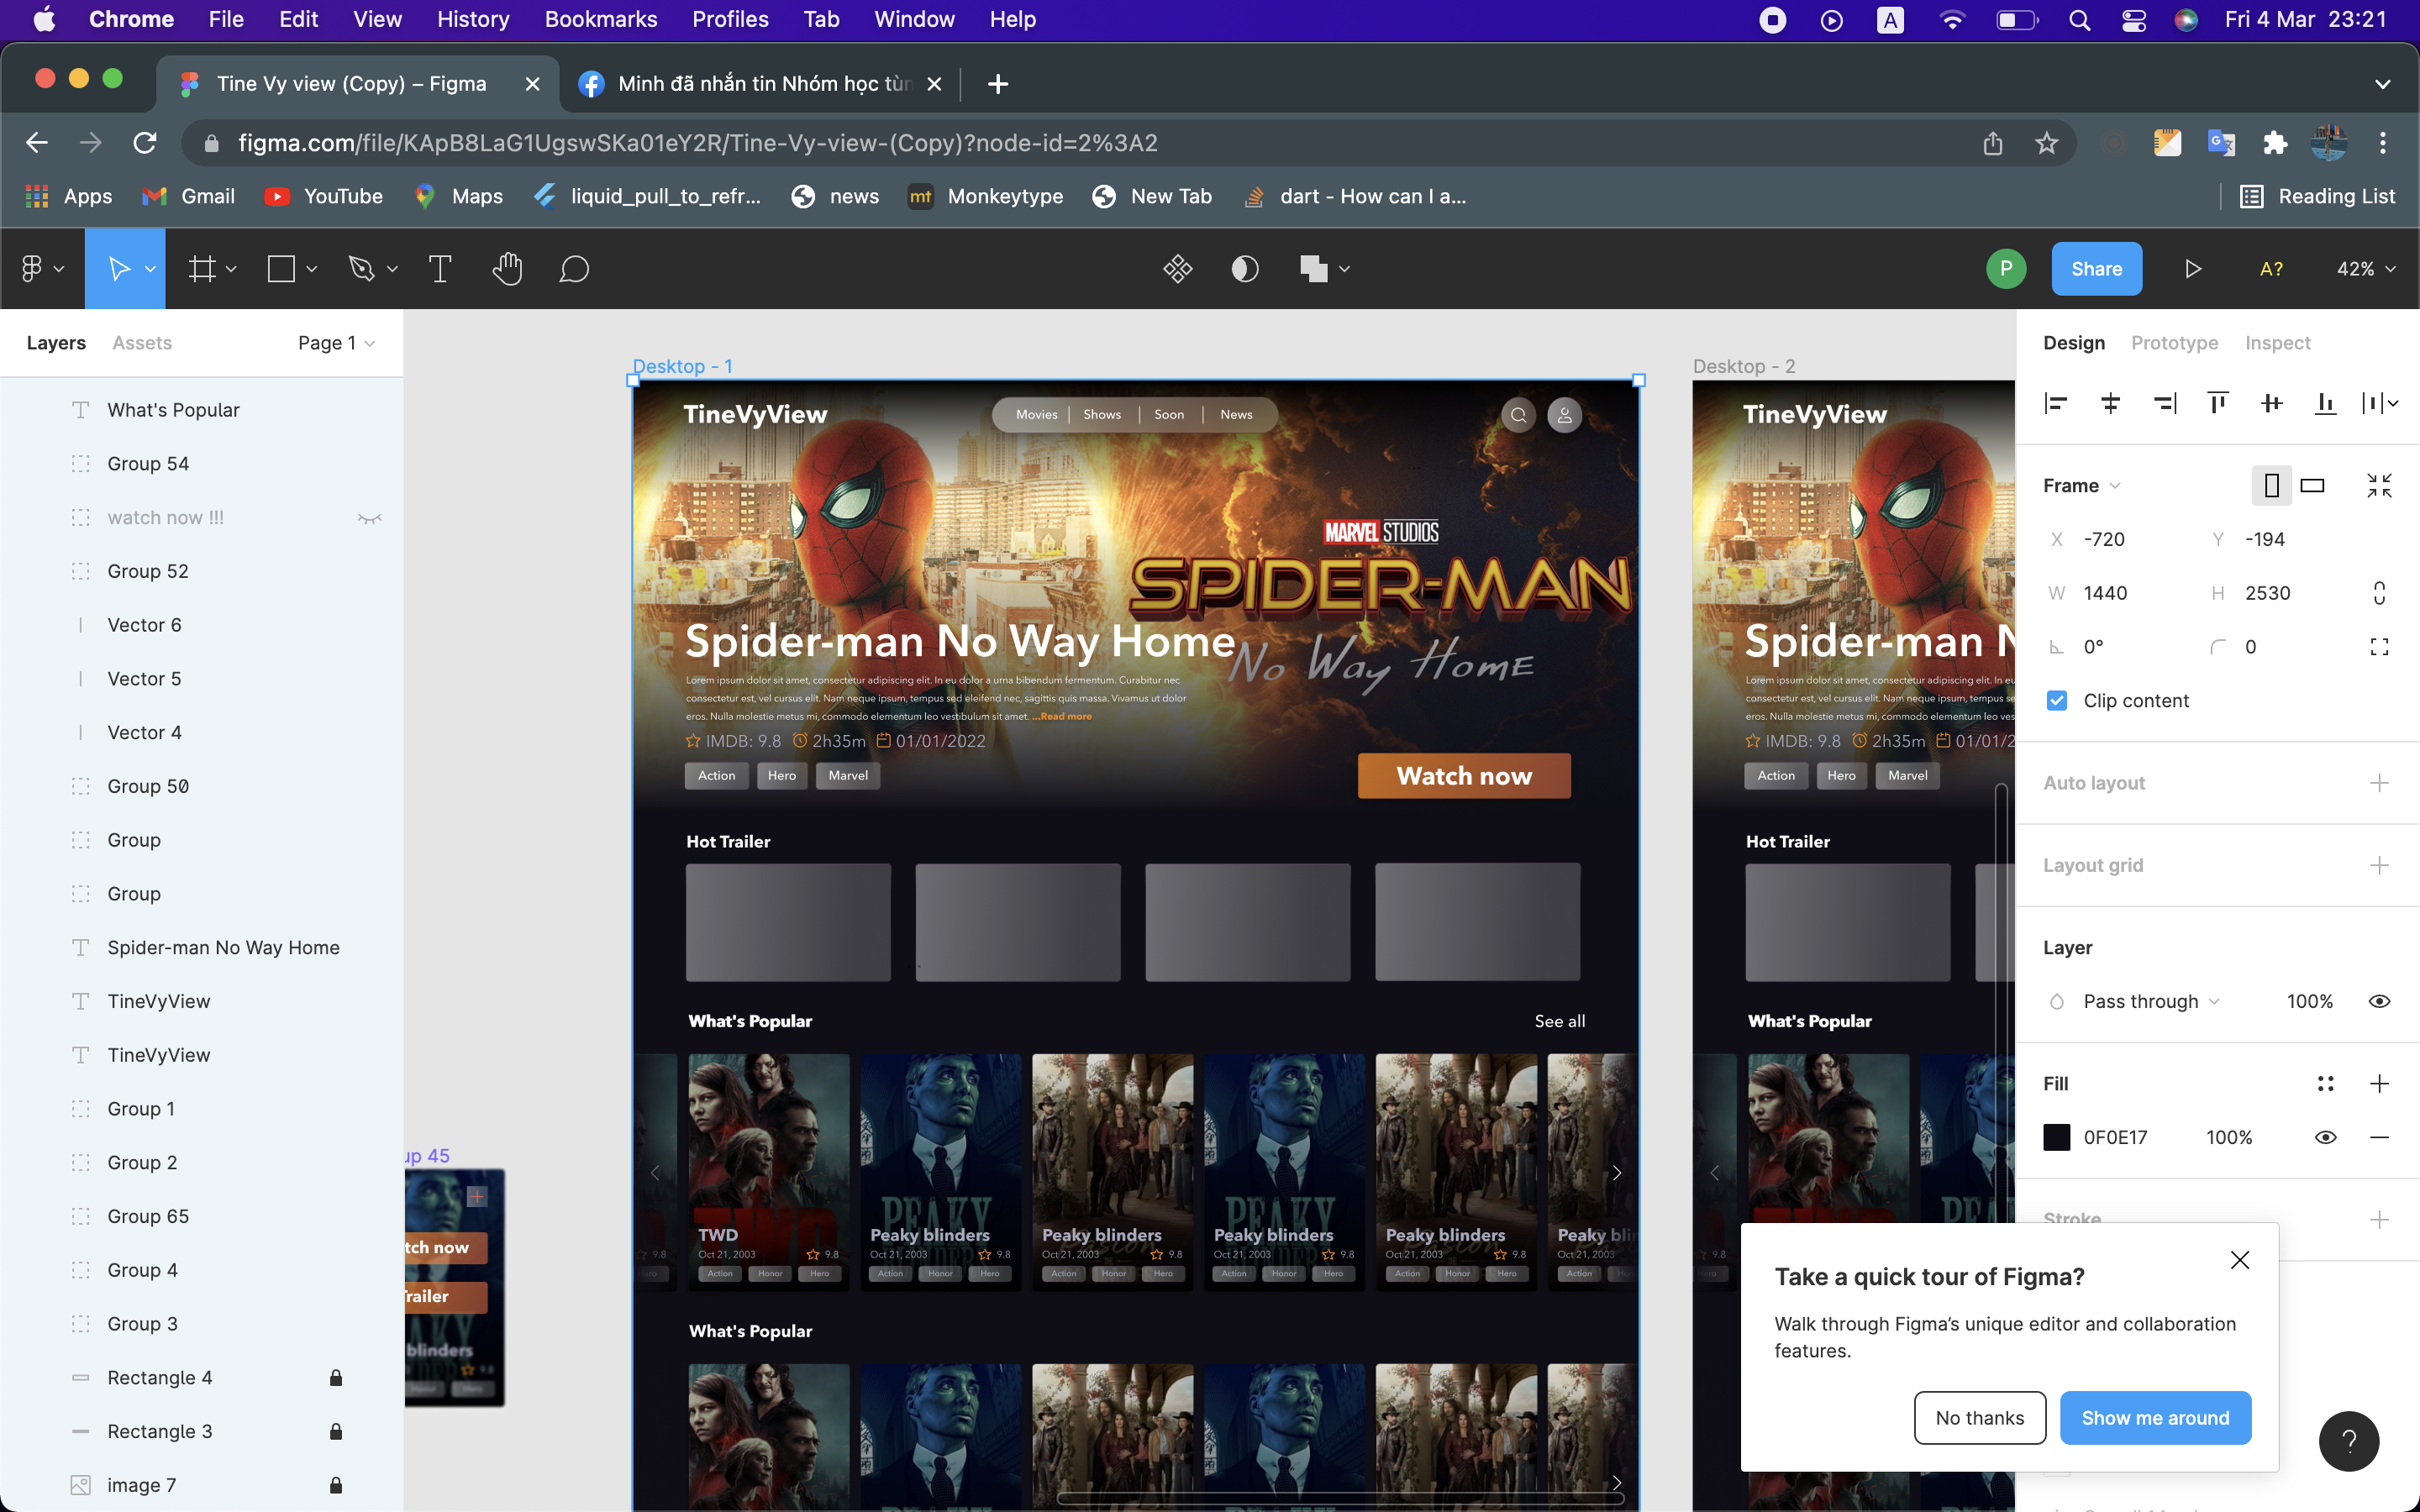 Chrome File Edit View History Bookmarks Profiles Tab Window Help A Fri 4 Mar 23:21
Tine Vy view (Copy) – Figma Minh đã nhắn tin Nhóm học tùn
figma.com/file/KApB8LaG1UgswSKa01eY2R/Tine-Vy-view-(Copy)?node-id=2%3A2
Apps Gmail YouTube Maps liquid_pull_to_refr... news mt Monkeytype New Tab dart - How can I a... Reading List
P Share A? 42%
Layers Assets Page 1
What's Popular
Group 54
watch now !!!
Group 52
Vector 6
Vector 5
Vector 4
Group 50
Group
Group
Spider-man No Way Home
TineVyView
TineVyView
Group 1
Group 2
Group 65
Group 4
Group 3
Rectangle 4
Rectangle 3
image 7
up 45
tch now
railer
blinders
9.8
Desktop - 1
TineVyView Movies Shows Soon News
MARVEL STUDIOS
SPIDER-MAN
No Way Home
Spider-man No Way Home
Lorem ipsum dolor sit amet, consectetur adipiscing elit. In eu dolor a urna bibendum fermentum. Curabitur nec
consectetur est, vel cursus elit. Nam neque ipsum, tempus sed eleifend nec, sagittis quis massa. Vivamus ut dolor
eros. Nulla molestie metus mi, commodo elementum leo vestibulum sit amet. ...Read more
IMDB: 9.8 2h35m 01/01/2022
Action Hero Marvel
Watch now
Hot Trailer
What's Popular See all
9.8
Hero
TWD
Oct 21, 2003 9.8
Action Honor Hero
PEAKY
Peaky blinders
Oct 21, 2003 9.8
Action Honor Hero
Peaky blinders
Oct 21, 2003 9.8
Action Honor Hero
PEAKY
Peaky blinders
Oct 21, 2003 9.8
Action Honor Hero
Peaky blinders
Oct 21, 2003 9.8
Action Honor Hero
Peaky bli
Oct 21, 2003
Action
What's Popular
Desktop - 2
TineVyView
Spider-man N
Lorem ipsum dolor sit amet, consectetur adipiscing elit. In eu
consectetur est, vel cursus elit. Nam neque ipsum, tempus se
eros. Nulla molestie metus mi, commodo elementum leo ves
IMDB: 9.8 2h35m 01/01/2
Action Hero Marvel
Hot Trailer
What's Popular
Design Prototype Inspect
Frame
X -720 Y -194
W 1440 H 2530
0° 0
Clip content
Auto layout
Layout grid
Layer
Pass through 100%
Fill
0F0E17 100%
Stroke
Take a quick tour of Figma?
Walk through Figma’s unique editor and collaboration
features.
No thanks Show me around
?